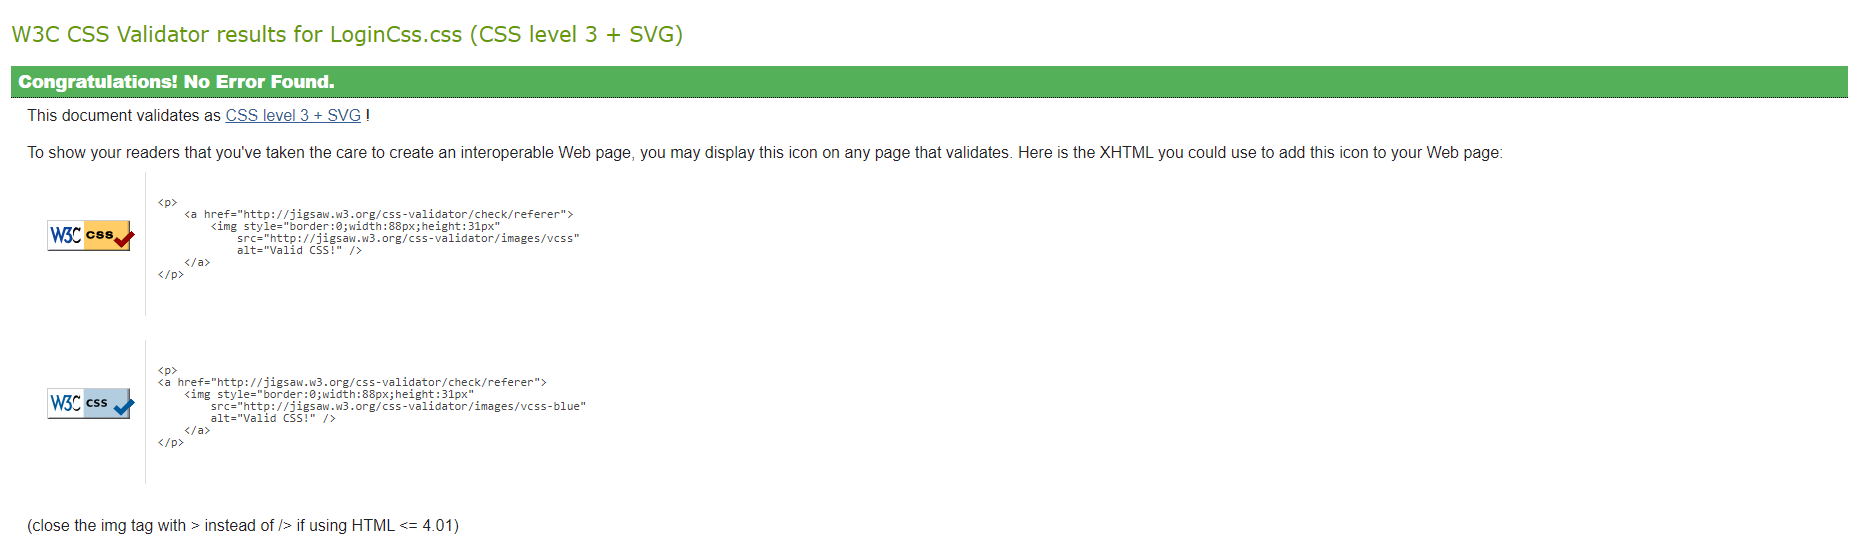 W3C CSS Validator results for LoginCss.css (CSS level 3 + SVG)
Congratulations! No Error Found.
This document validates as CSS level 3 + SVG !
To show your readers that you've taken the care to create an interoperable Web page, you may display this icon on any page that validates. Here is the XHTML you could use to add this icon to your Web page:
W3C css
<p>
    <a href="http://jigsaw.w3.org/css-validator/check/referer">
        <img style="border:0;width:88px;height:31px"
            src="http://jigsaw.w3.org/css-validator/images/vcss"
            alt="Valid CSS!" />
    </a>
</p>
W3C css
<p>
<a href="http://jigsaw.w3.org/css-validator/check/referer">
    <img style="border:0;width:88px;height:31px"
        src="http://jigsaw.w3.org/css-validator/images/vcss-blue"
        alt="Valid CSS!" />
    </a>
</p>
(close the img tag with > instead of /> if using HTML <= 4.01)